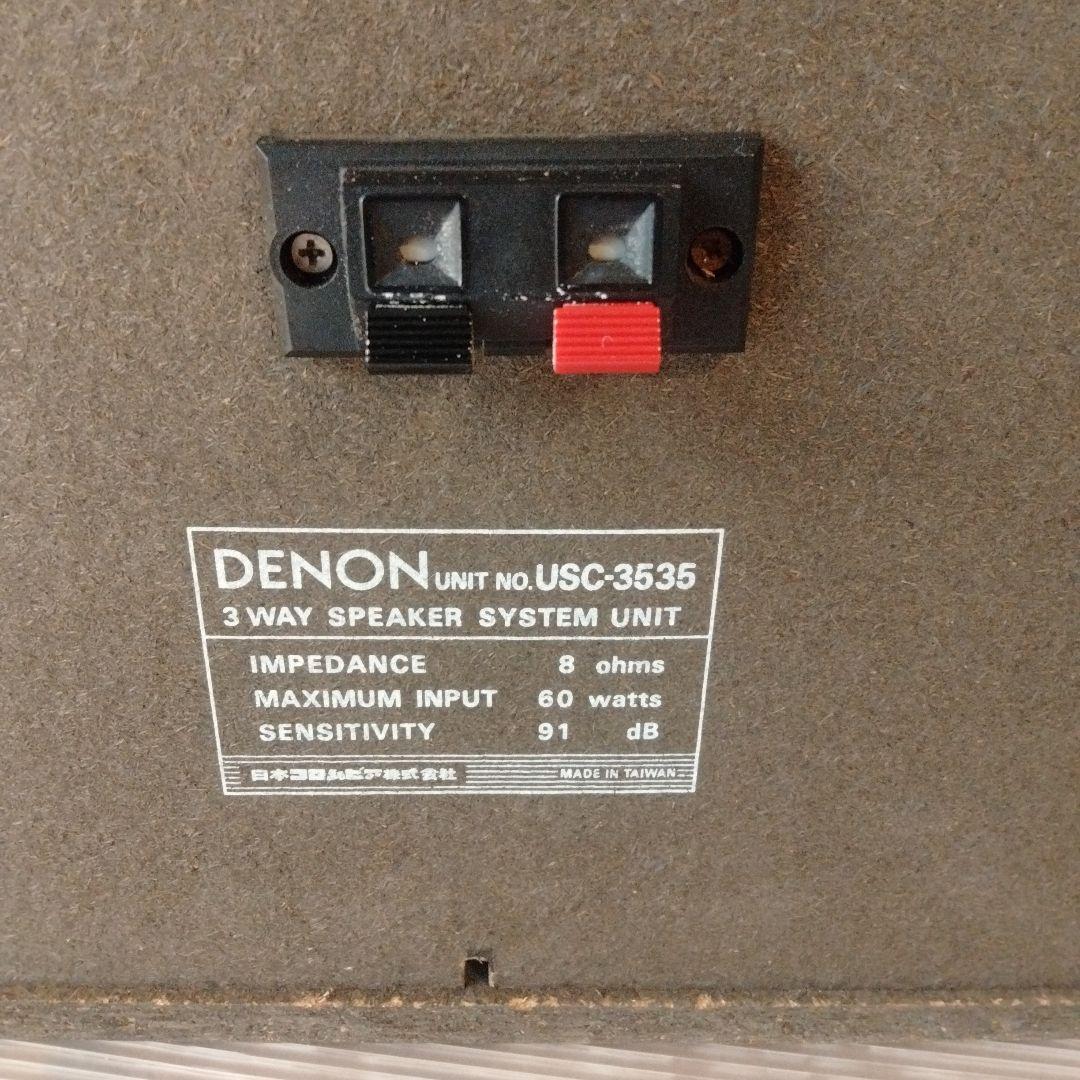 DENON UNIT NO. USC-3535
3 WAY SPEAKER SYSTEM UNIT
IMPEDANCE 8 ohms
MAXIMUM INPUT 60 watts
SENSITIVITY 91 dB
日本コロムビア株式会社 MADE IN TAIWAN